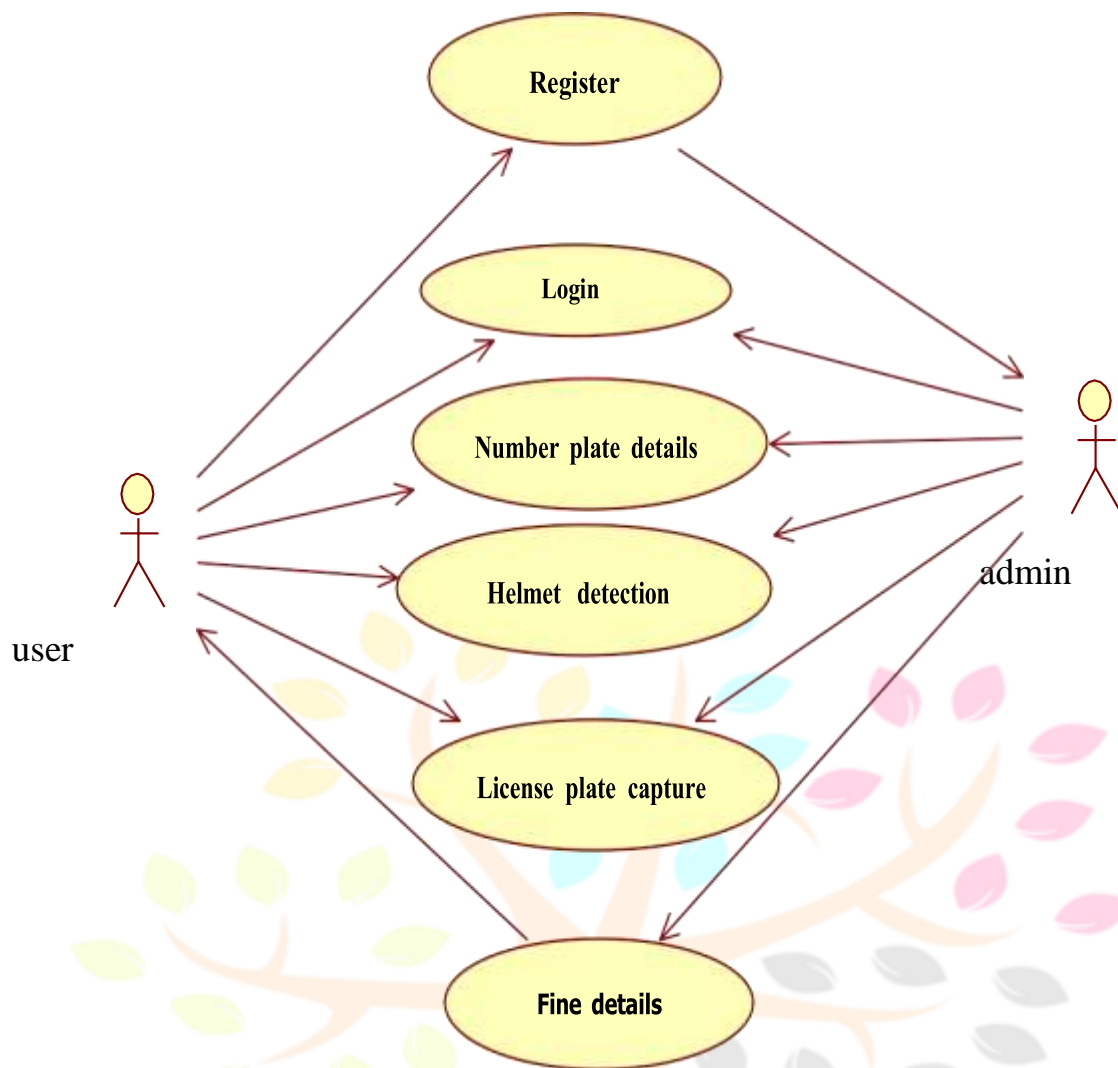 Register
Login
Number plate details
Helmet detection
admin
user
License plate capture
Fine details